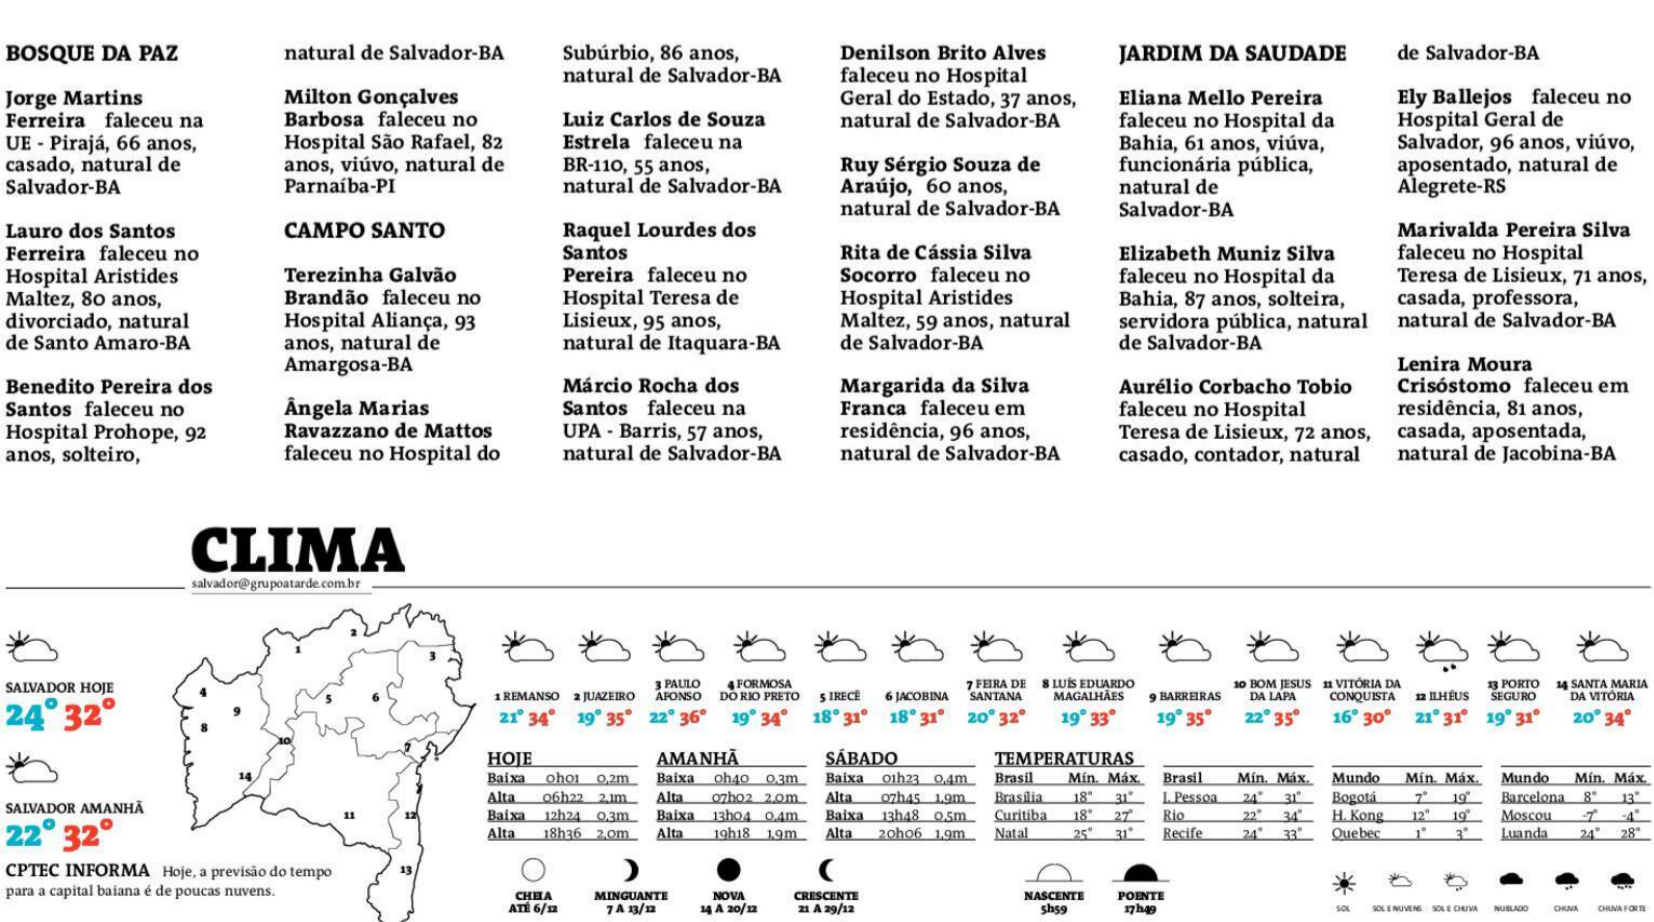 BOSQUE DA PAZ
Jorge Martins
Ferreira faleceu na
UE - Pirajá, 66 anos,
casado, natural de
Salvador-BA
Lauro dos Santos
Ferreira faleceu no
Hospital Aristides
Maltez, 80 anos,
divorciado, natural
de Santo Amaro-BA
Benedito Pereira dos
Santos faleceu no
Hospital Prohope, 92
anos, solteiro,
natural de Salvador-BA
Milton Gonçalves
Barbosa faleceu no
Hospital São Rafael, 82
anos, viúvo, natural de
Parnaíba-PI
CAMPO SANTO
Terezinha Galvão
Brandão faleceu no
Hospital Aliança, 93
anos, natural de
Amargosa-BA
Ângela Marias
Ravazzano de Mattos
faleceu no Hospital do
Subúrbio, 86 anos,
natural de Salvador-BA
Luiz Carlos de Souza
Estrela faleceu na
BR-110, 55 anos,
natural de Salvador-BA
Raquel Lourdes dos
Santos
Pereira faleceu no
Hospital Teresa de
Lisieux, 95 anos,
natural de Itaquara-BA
Márcio Rocha dos
Santos faleceu na
UPA - Barris, 57 anos,
natural de Salvador-BA
Denilson Brito Alves
faleceu no Hospital
Geral do Estado, 37 anos,
natural de Salvador-BA
Ruy Sérgio Souza de
Araújo, 60 anos,
natural de Salvador-BA
Rita de Cássia Silva
Socorro faleceu no
Hospital Aristides
Maltez, 59 anos, natural
de Salvador-BA
Margarida da Silva
Franca faleceu em
residência, 96 anos,
natural de Salvador-BA
JARDIM DA SAUDADE
Eliana Mello Pereira
faleceu no Hospital da
Bahia, 61 anos, viúva,
funcionária pública,
natural de
Salvador-BA
Elizabeth Muniz Silva
faleceu no Hospital da
Bahia, 87 anos, solteira,
servidora pública, natural
de Salvador-BA
Aurélio Corbacho Tobio
faleceu no Hospital
Teresa de Lisieux, 72 anos,
casado, contador, natural
de Salvador-BA
Ely Ballejos faleceu no
Hospital Geral de
Salvador, 96 anos, viúvo,
aposentado, natural de
Alegrete-RS
Marivalda Pereira Silva
faleceu no Hospital
Teresa de Lisieux, 71 anos,
casada, professora,
natural de Salvador-BA
Lenira Moura
Crisóstomo faleceu em
residência, 81 anos,
casada, aposentada,
natural de Jacobina-BA
CLIMA
salvador@grupoatarde.com.br
SALVADOR HOJE
24° 32°
SALVADOR AMANHÃ
22° 32°
CPTEC INFORMA Hoje, a previsão do tempo
para a capital baiana é de poucas nuvens.
1
2
3
4
5
6
7
8
9
10
11
12
13
14
1 REMANSO
21° 34°
2 JUAZEIRO
19° 35°
3 PAULO
AFONSO
22° 36°
4 FORMOSA
DO RIO PRETO
19° 34°
5 IRECÊ
18° 31°
6 JACOBINA
18° 31°
7 FEIRA DE
SANTANA
20° 32°
8 LUÍS EDUARDO
MAGALHÃES
19° 33°
9 BARREIRAS
19° 35°
10 BOM JESUS
DA LAPA
22° 35°
11 VITÓRIA DA
CONQUISTA
16° 30°
12 ILHÉUS
21° 31°
13 PORTO
SEGURO
19° 31°
14 SANTA MARIA
DA VITÓRIA
20° 34°
HOJE
Baixa 0h01 0,2m
Alta 06h22 2,1m
Baixa 12h24 0,3m
Alta 18h36 2,0m
AMANHÃ
Baixa 0h40 0,3m
Alta 07h02 2,0m
Baixa 13h04 0,4m
Alta 19h18 1,9m
SÁBADO
Baixa 01h23 0,4m
Alta 07h45 1,9m
Baixa 13h48 0,5m
Alta 20h06 1,9m
TEMPERATURAS
Brasil Mín. Máx.
Brasília 18° 31°
Curitiba 18° 27°
Natal 25° 31°
Brasil Mín. Máx.
J. Pessoa 24° 31°
Rio 22° 34°
Recife 24° 33°
Mundo Mín. Máx.
Bogotá 7° 19°
H. Kong 12° 19°
Quebec 1° 3°
Mundo Mín. Máx.
Barcelona 8° 13°
Moscou -7° -4°
Luanda 24° 28°
CHEIA
ATÉ 6/12
MINGUANTE
7 A 13/12
NOVA
14 A 20/12
CRESCENTE
21 A 29/12
NASCENTE
5h59
POENTE
17h49
SOL
SOL E NUVENS
SOL E CHUVA
NUBLADO
CHUVA
CHUVA FORTE